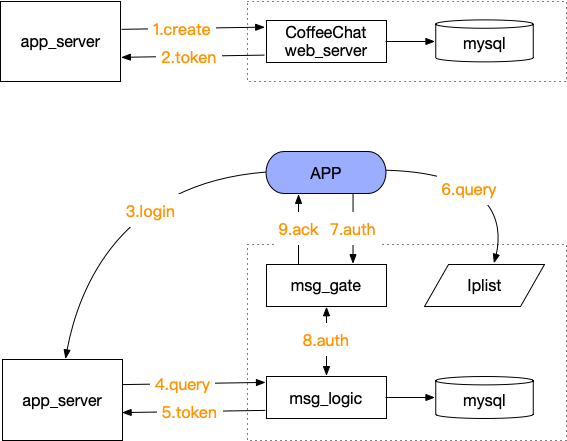 1.create
app_server
2.token
CoffeeChat
web_server
mysql
APP
3.login
6.query
9.ack
7.auth
msg_gate
Iplist
8.auth
app_server
4.query
5.token
msg_logic
mysql